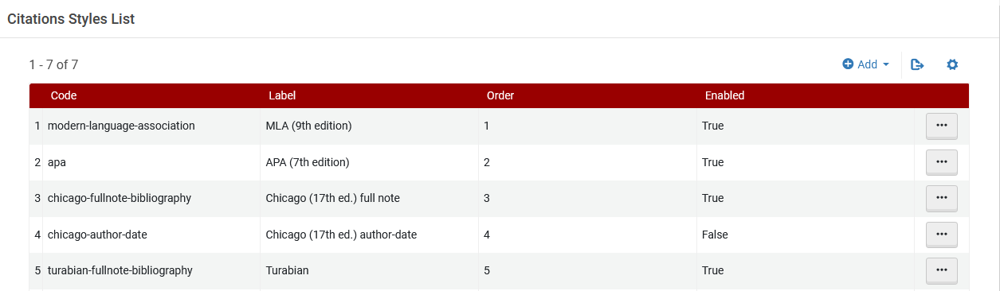 Citations Styles List
1 - 7 of 7
Add
Code Label Order Enabled
1 modern-language-association MLA (9th edition) 1 True
2 apa APA (7th edition) 2 True
3 chicago-fullnote-bibliography Chicago (17th ed.) full note 3 True
4 chicago-author-date Chicago (17th ed.) author-date 4 False
5 turabian-fullnote-bibliography Turabian 5 True